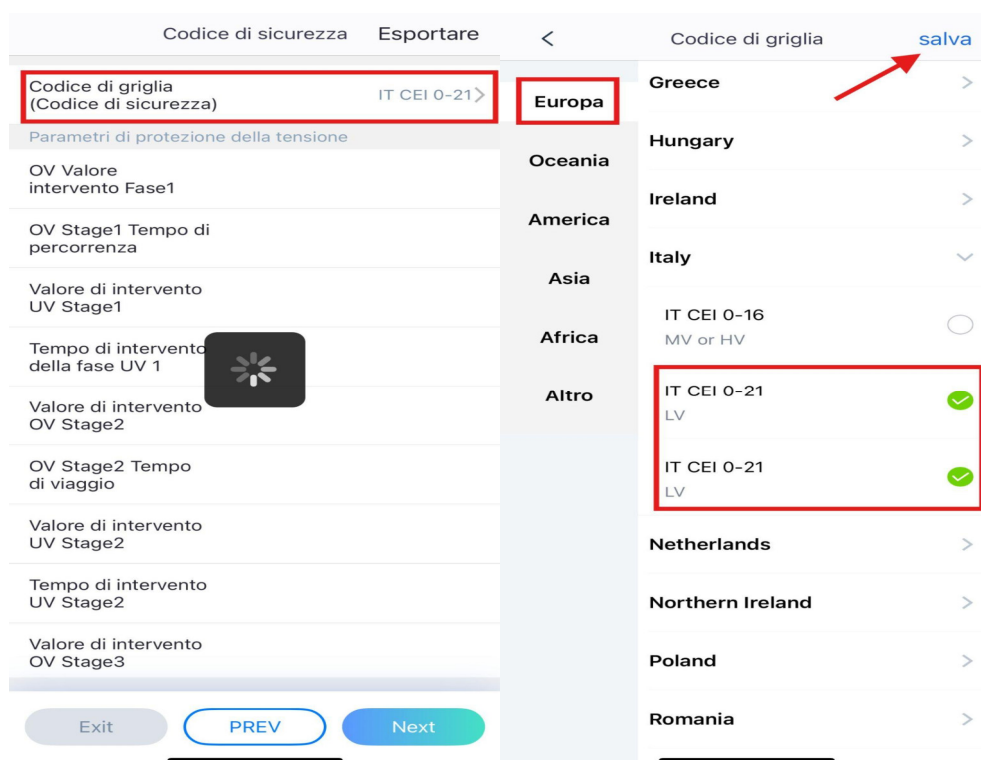 Codice di sicurezza Esportare
Codice di griglia
(Codice di sicurezza)
IT CEI 0-21
Parametri di protezione della tensione
OV Valore
intervento Fase1
OV Stage1 Tempo di
percorrenza
Valore di intervento
UV Stage1
Tempo di intervento
della fase UV 1
Valore di intervento
OV Stage2
OV Stage2 Tempo
di viaggio
Valore di intervento
UV Stage2
Tempo di intervento
UV Stage2
Valore di intervento
OV Stage3
Exit PREV Next
Codice di griglia salva
Europa
Oceania
America
Asia
Africa
Altro
Greece
Hungary
Ireland
Italy
IT CEI 0-16
MV or HV
IT CEI 0-21
LV
IT CEI 0-21
LV
Netherlands
Northern Ireland
Poland
Romania